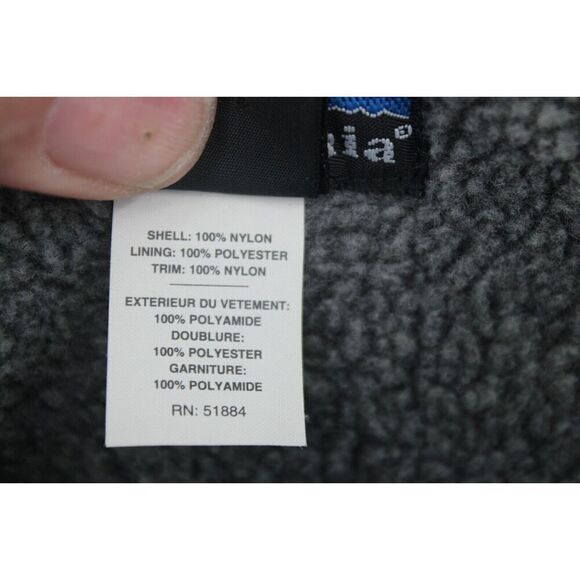 ria®
SHELL: 100% NYLON
LINING: 100% POLYESTER
TRIM: 100% NYLON
EXTERIEUR DU VETEMENT:
100% POLYAMIDE
DOUBLURE:
100% POLYESTER
GARNITURE:
100% POLYAMIDE
RN: 51884